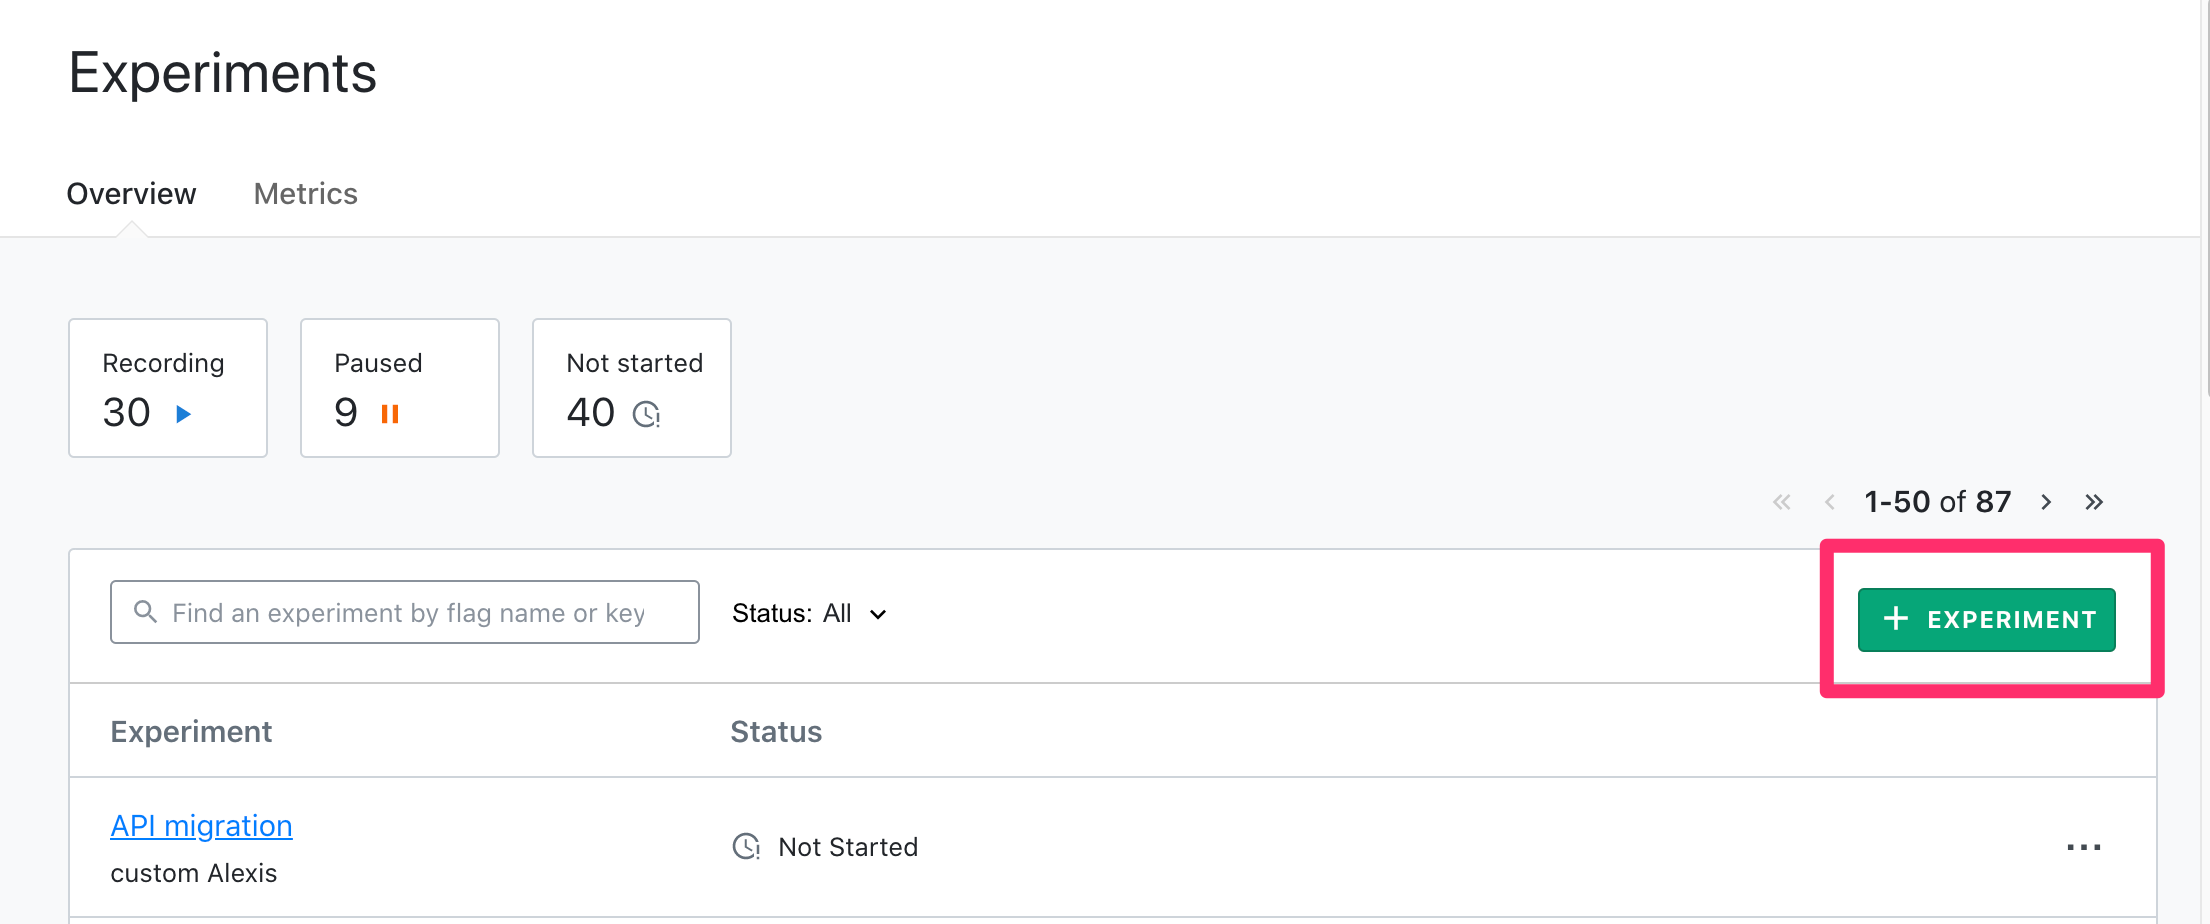 Experiments
Overview Metrics
Recording Paused Not started
30 9 40
1-50 of 87
Find an experiment by flag name or key Status: All
+ EXPERIMENT
Experiment Status
API migration
Not Started
custom Alexis